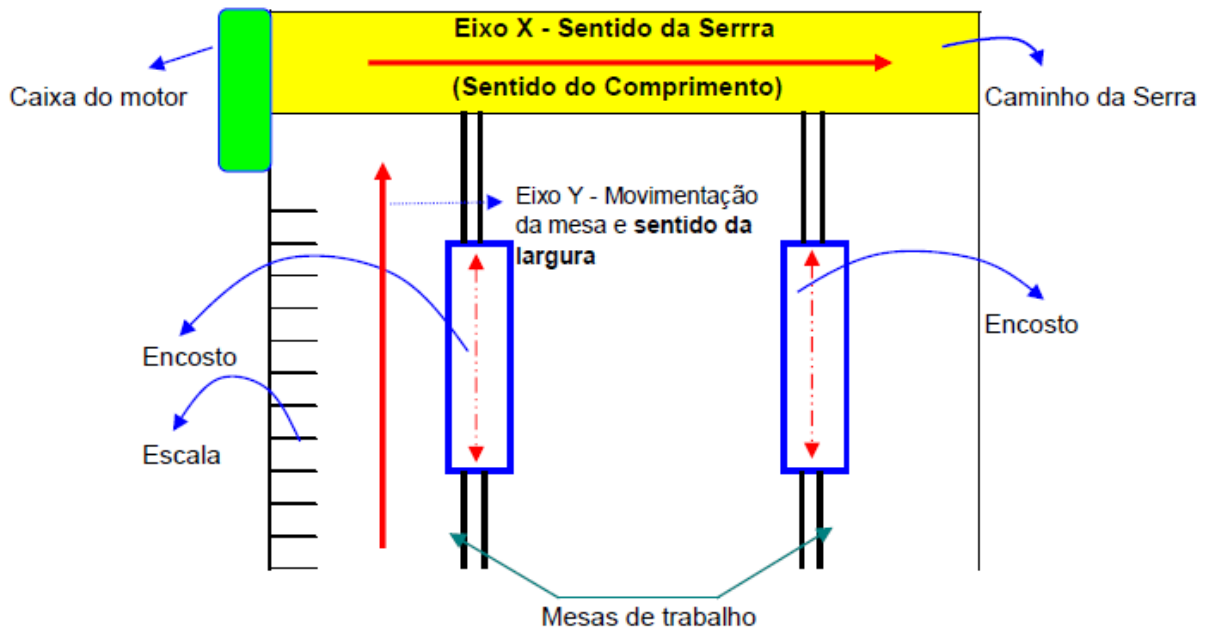 Eixo X - Sentido da Serrra
(Sentido do Comprimento)
Caixa do motor
Caminho da Serra
Eixo Y - Movimentação
da mesa e sentido da
largura
Encosto
Encosto
Escala
Mesas de trabalho